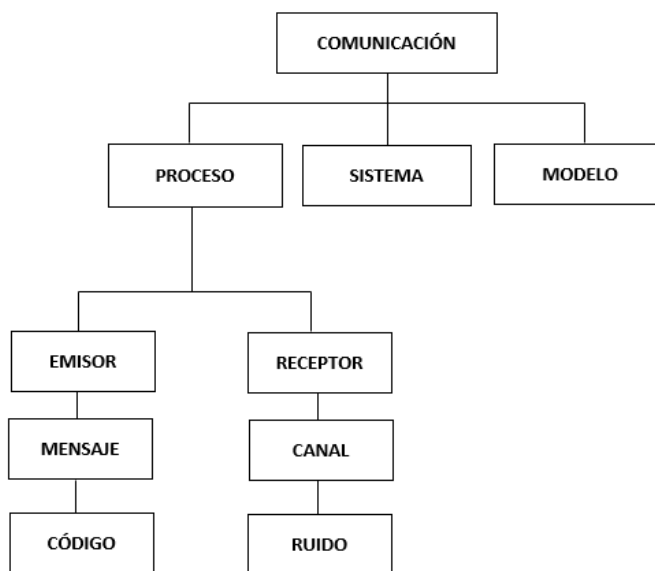 COMUNICACIÓN
PROCESO
SISTEMA
MODELO
EMISOR
RECEPTOR
MENSAJE
CANAL
CÓDIGO
RUIDO